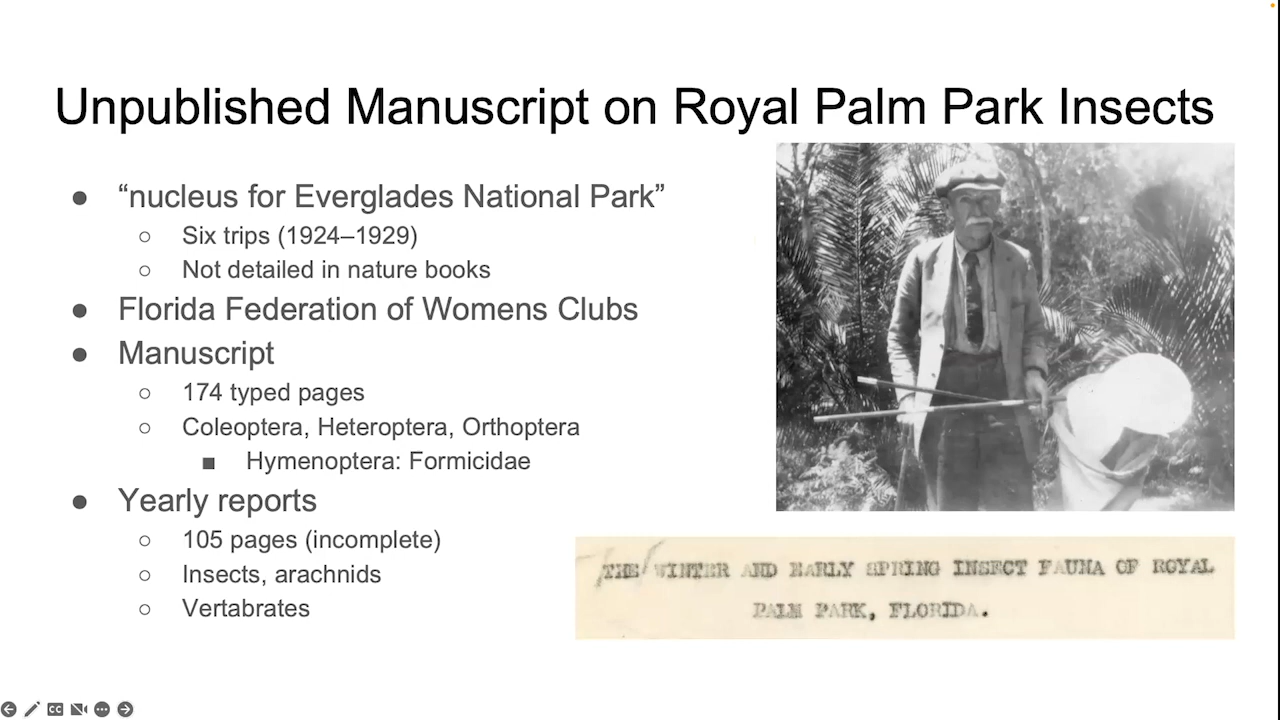 Unpublished Manuscript on Royal Palm Park Insects
● “nucleus for Everglades National Park”
○ Six trips (1924–1929)
○ Not detailed in nature books
● Florida Federation of Womens Clubs
● Manuscript
○ 174 typed pages
○ Coleoptera, Heteroptera, Orthoptera
■ Hymenoptera: Formicidae
● Yearly reports
○ 105 pages (incomplete)
○ Insects, arachnids
○ Vertabrates
THE WINTER AND EARLY SPRING INSECT FAUNA OF ROYAL
PALM PARK, FLORIDA.
CC